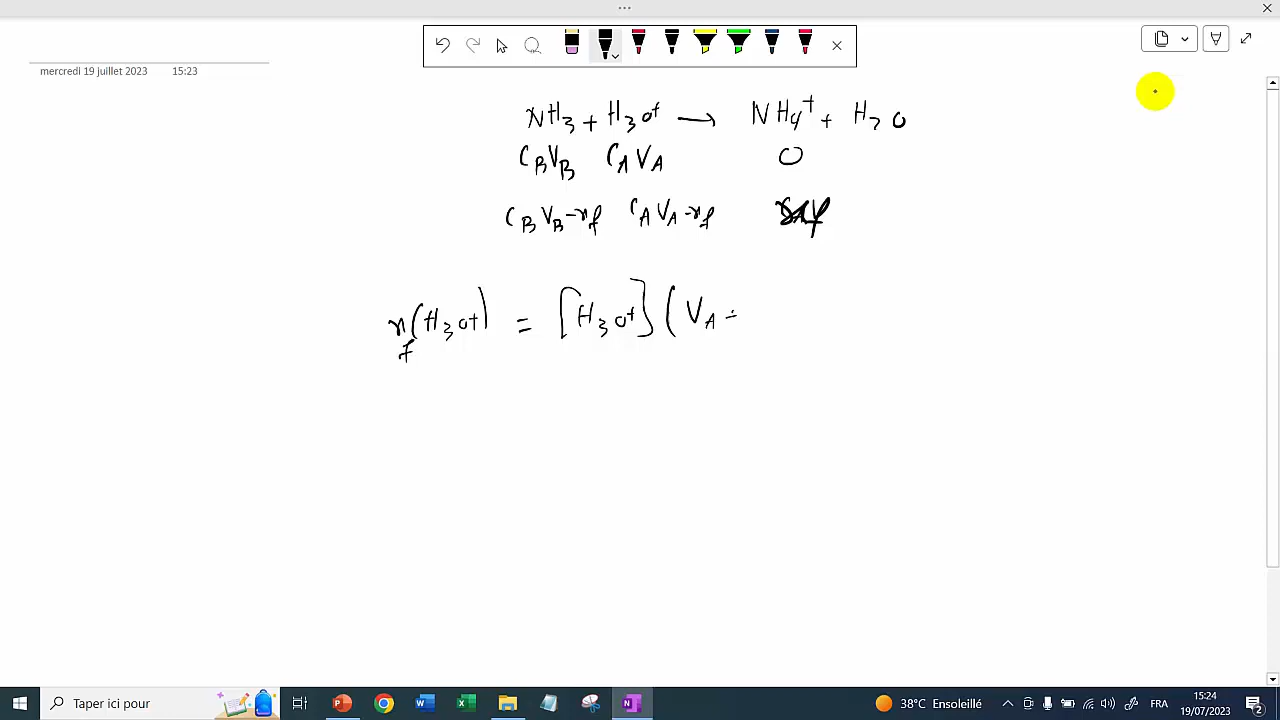 mercredi 19 juillet 2023 15:23
NH3 + H3O+ → NH4+ + H2O
CBVB CAVA 0
CBVB-xf CAVA-xf
nf(H3O+) = [H3O+](VA +
Taper ici pour
38°C Ensoleillé
FRA
15:24
19/07/2023